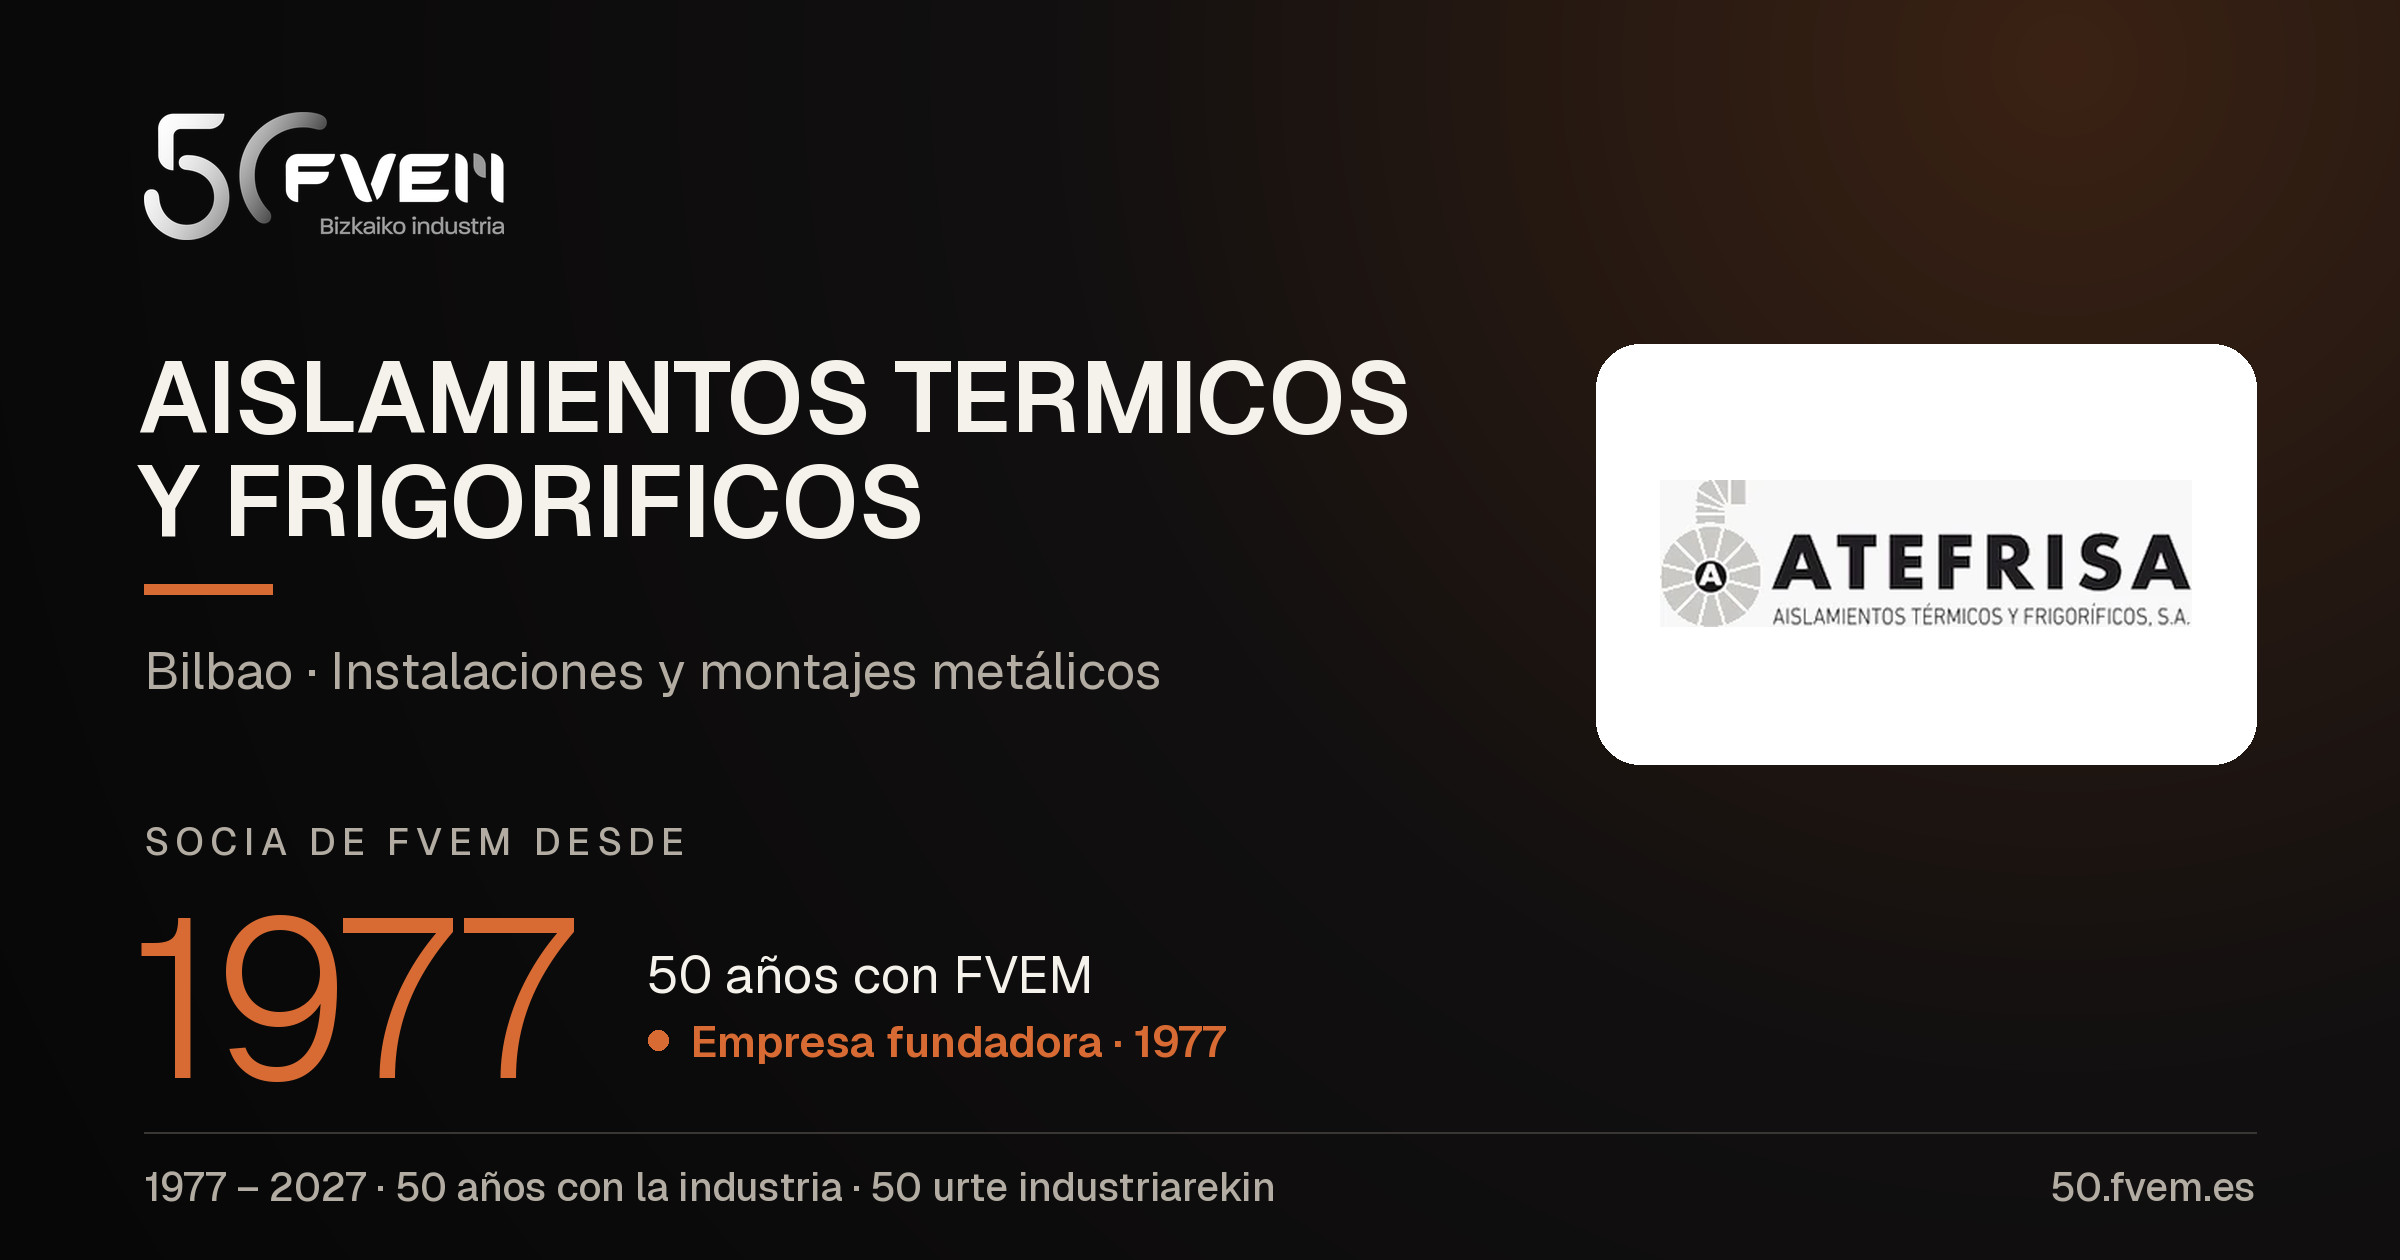 50 FVEM
Bizkaiko industria
AISLAMIENTOS TERMICOS
Y FRIGORIFICOS
Bilbao · Instalaciones y montajes metálicos
A ATEFRISA
AISLAMIENTOS TÉRMICOS Y FRIGORÍFICOS, S.A.
SOCIA DE FVEM DESDE
1977
50 años con FVEM
Empresa fundadora · 1977
1977 – 2027 · 50 años con la industria · 50 urte industriarekin
50.fvem.es